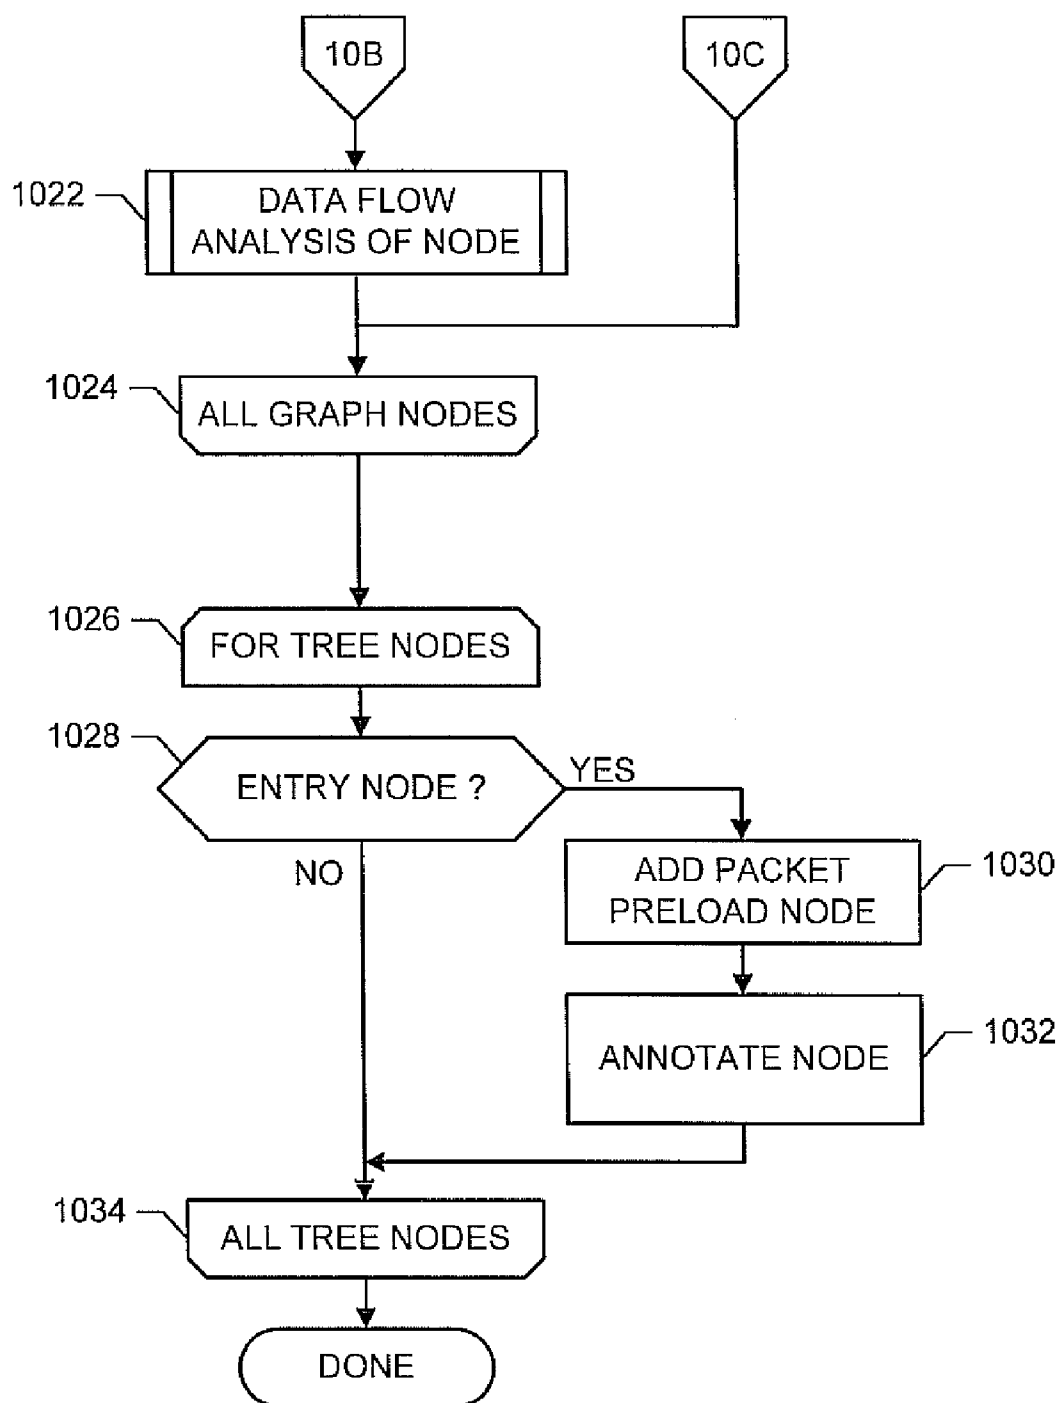 10B
10C
1022
DATA FLOW
ANALYSIS OF NODE
1024
ALL GRAPH NODES
1026
FOR TREE NODES
1028
ENTRY NODE ?
YES
NO
ADD PACKET
PRELOAD NODE
1030
ANNOTATE NODE
1032
1034
ALL TREE NODES
DONE